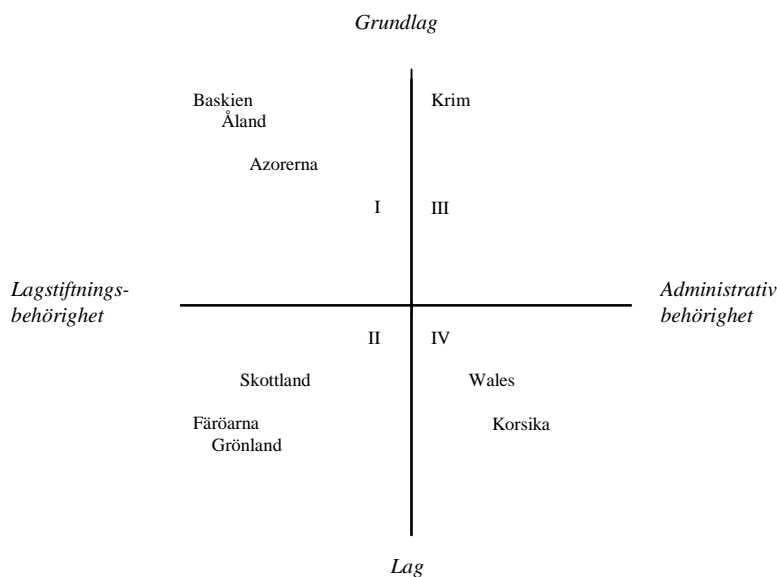 Grundlag
Baskien
Krim
Åland
Azorerna
I
III
Lagstiftnings-
behörighet
Administrativ
behörighet
II
IV
Skottland
Wales
Färöarna
Korsika
Grönland
Lag